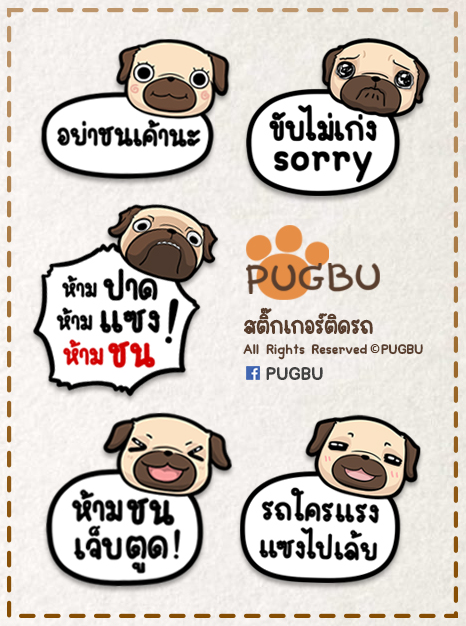 อย่าชนเค้านะ
ขับไม่เก่ง
sorry
ห้าม ปาด
ห้าม แซง!
ห้าม ชน
PUGBU
สติ๊กเกอร์ติดรถ
All Rights Reserved ©PUGBU
f PUGBU
ห้ามชน
เจ็บตูด!
รถใครแรง
แซงไปเล้ย